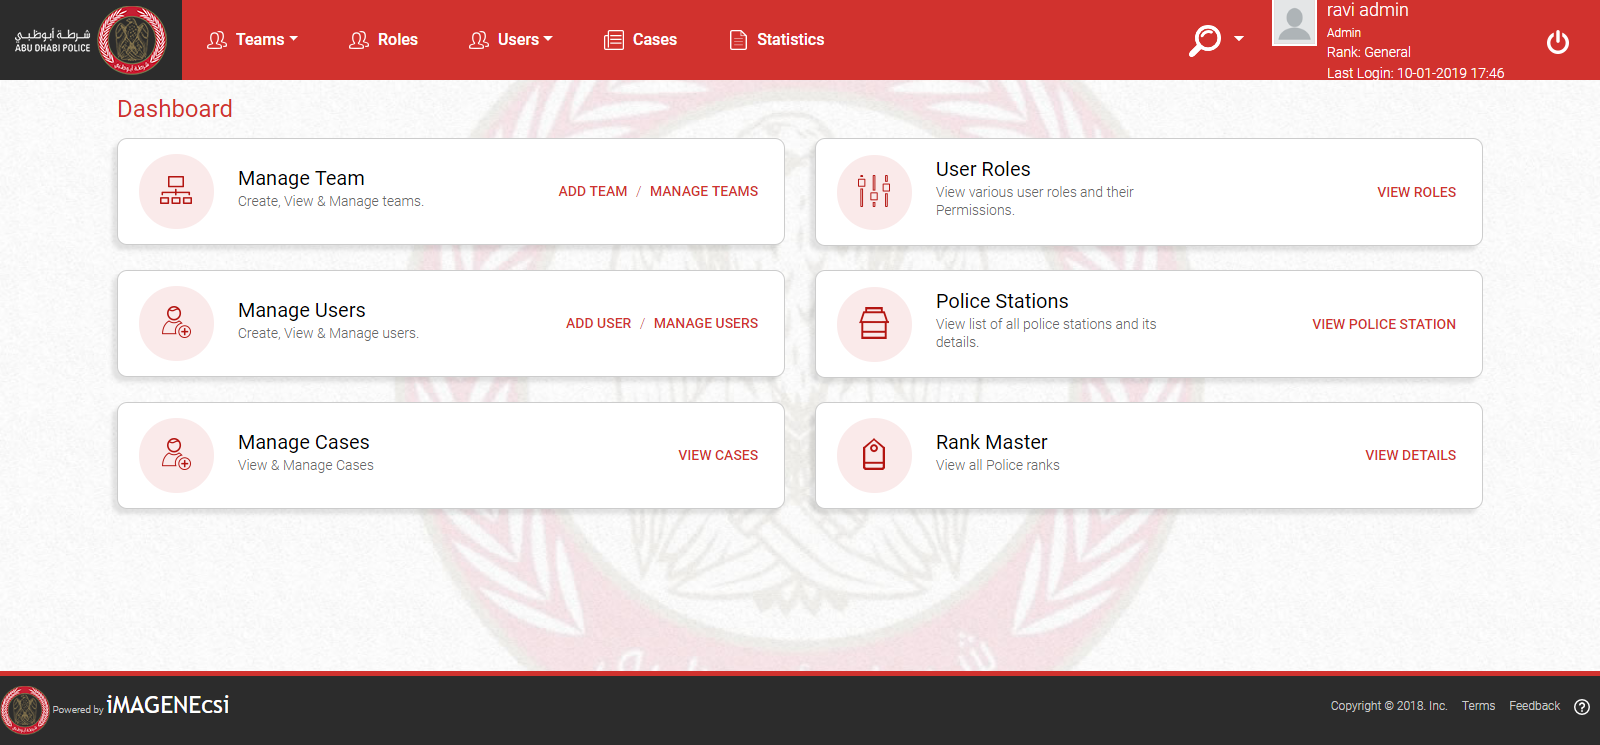 شرطة أبوظبي
ABU DHABI POLICE
Teams
Roles
Users
Cases
Statistics
ravi admin
Admin
Rank: General
Last Login: 10-01-2019 17:46
Dashboard
Manage Team
Create, View & Manage teams.
ADD TEAM / MANAGE TEAMS
User Roles
View various user roles and their
Permissions.
VIEW ROLES
Manage Users
Create, View & Manage users.
ADD USER / MANAGE USERS
Police Stations
View list of all police stations and its
details.
VIEW POLICE STATION
Manage Cases
View & Manage Cases
VIEW CASES
Rank Master
View all Police ranks
VIEW DETAILS
Powered by iMAGENEcsi
Copyright © 2018. Inc.
Terms
Feedback